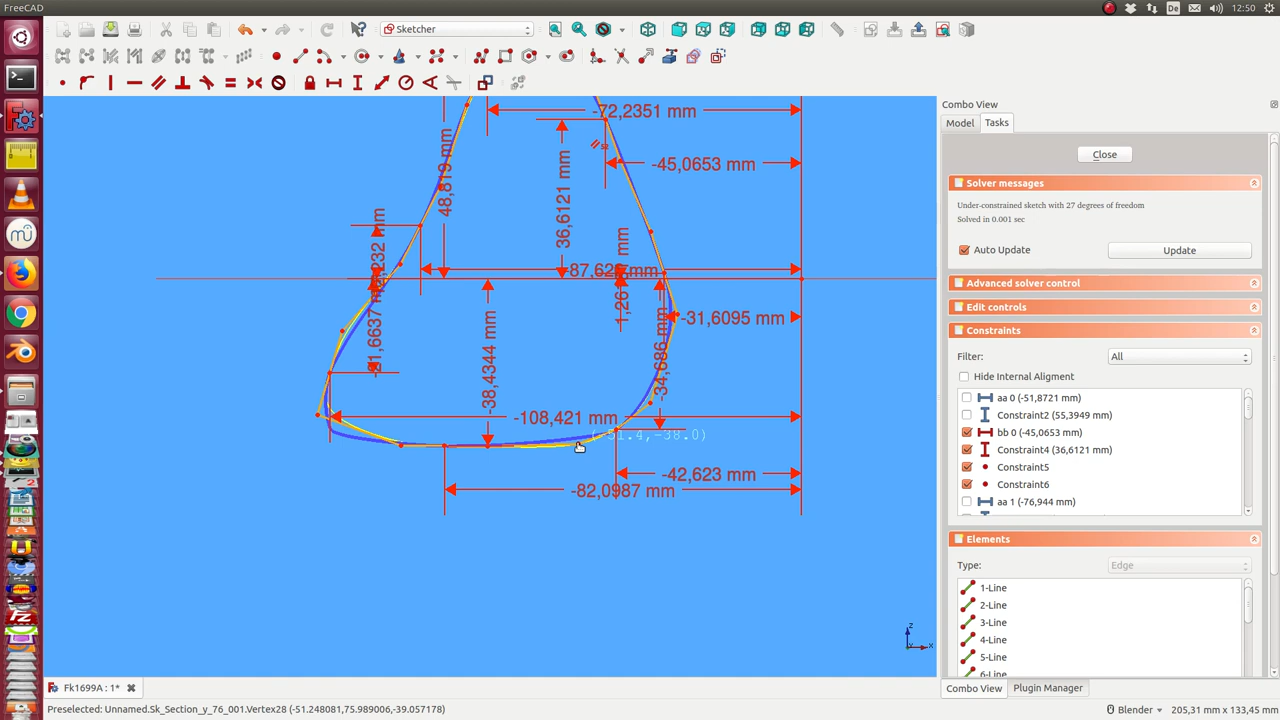 FreeCAD
De
12:50
Sketcher
-72,2351 mm
-45,0653 mm
48,819 mm
36,6121 mm
-31,6095 mm
-34,686 mm
-38,4344 mm
-108,421 mm
-42,623 mm
-82,0987 mm
Combo View
Model
Tasks
Close
Solver messages
Under-constrained sketch with 27 degrees of freedom
Solved in 0.001 sec
Auto Update
Update
Advanced solver control
Edit controls
Constraints
Filter:
All
Hide Internal Aligment
aa 0 (-51,8721 mm)
Constraint2 (55,3949 mm)
bb 0 (-45,0653 mm)
Constraint4 (36,6121 mm)
Constraint5
Constraint6
aa 1 (-76,944 mm)
Elements
Type:
Edge
1-Line
2-Line
3-Line
4-Line
5-Line
6-Line
z
x
Fk1699A : 1*
Combo View
Plugin Manager
Preselected: Unnamed.Sk_Section_y_76_001.Vertex28 (-51.248081,75.989006,-39.057178)
Blender
205,31 mm x 133,45 mm